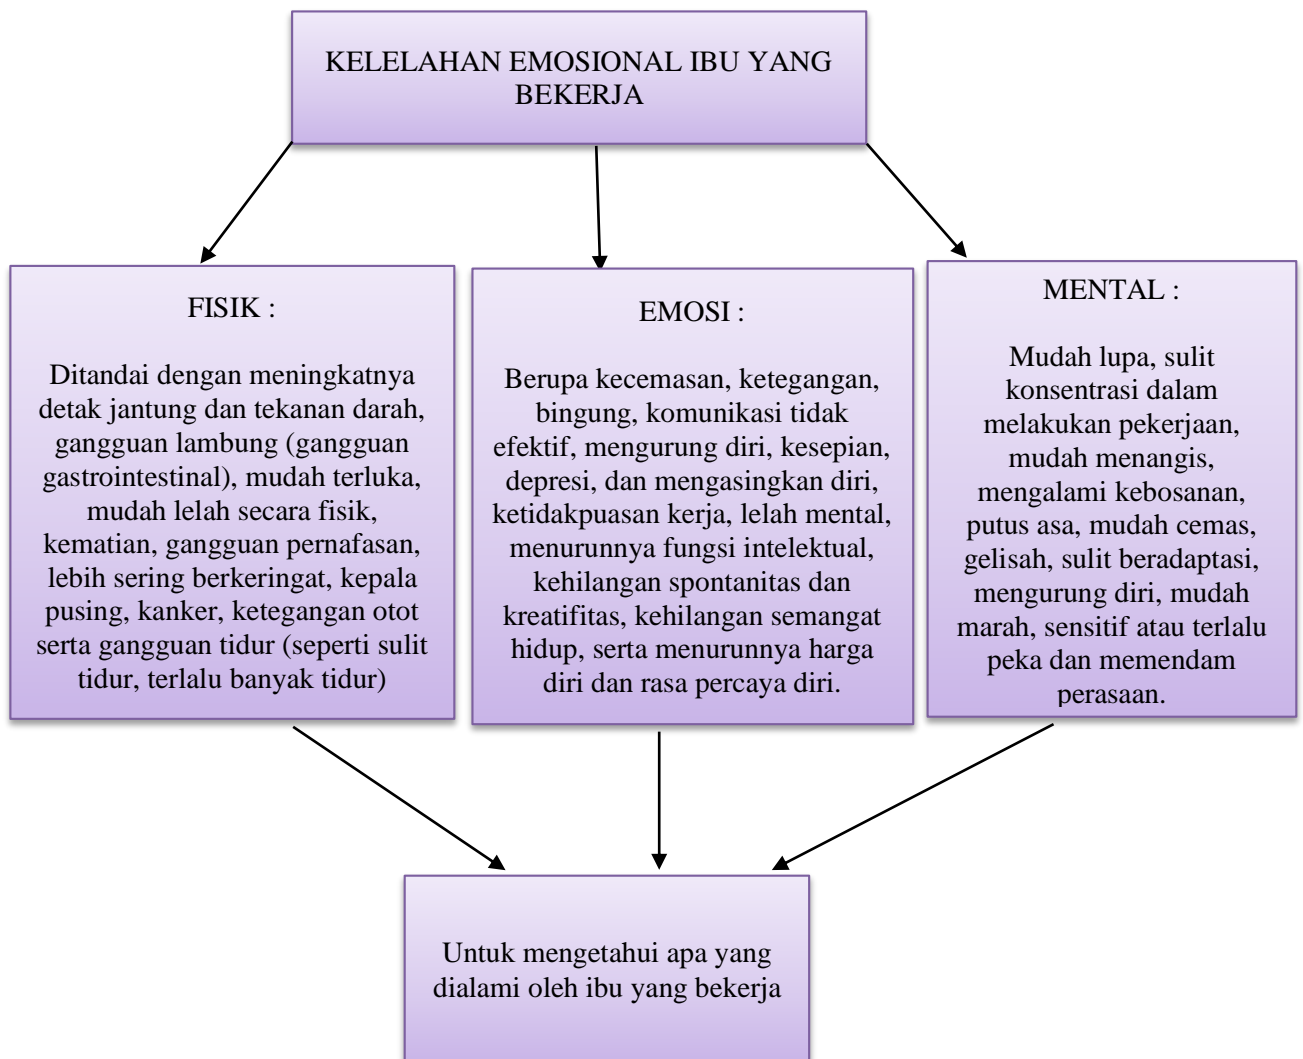 KELELAHAN EMOSIONAL IBU YANG
BEKERJA
FISIK :
Ditandai dengan meningkatnya
detak jantung dan tekanan darah,
gangguan lambung (gangguan
gastrointestinal), mudah terluka,
mudah lelah secara fisik,
kematian, gangguan pernafasan,
lebih sering berkeringat, kepala
pusing, kanker, ketegangan otot
serta gangguan tidur (seperti sulit
tidur, terlalu banyak tidur)
EMOSI :
Berupa kecemasan, ketegangan,
bingung, komunikasi tidak
efektif, mengurung diri, kesepian,
depresi, dan mengasingkan diri,
ketidakpuasan kerja, lelah mental,
menurunnya fungsi intelektual,
kehilangan spontanitas dan
kreatifitas, kehilangan semangat
hidup, serta menurunnya harga
diri dan rasa percaya diri.
MENTAL :
Mudah lupa, sulit
konsentrasi dalam
melakukan pekerjaan,
mudah menangis,
mengalami kebosanan,
putus asa, mudah cemas,
gelisah, sulit beradaptasi,
mengurung diri, mudah
marah, sensitif atau terlalu
peka dan memendam
perasaan.
Untuk mengetahui apa yang
dialami oleh ibu yang bekerja